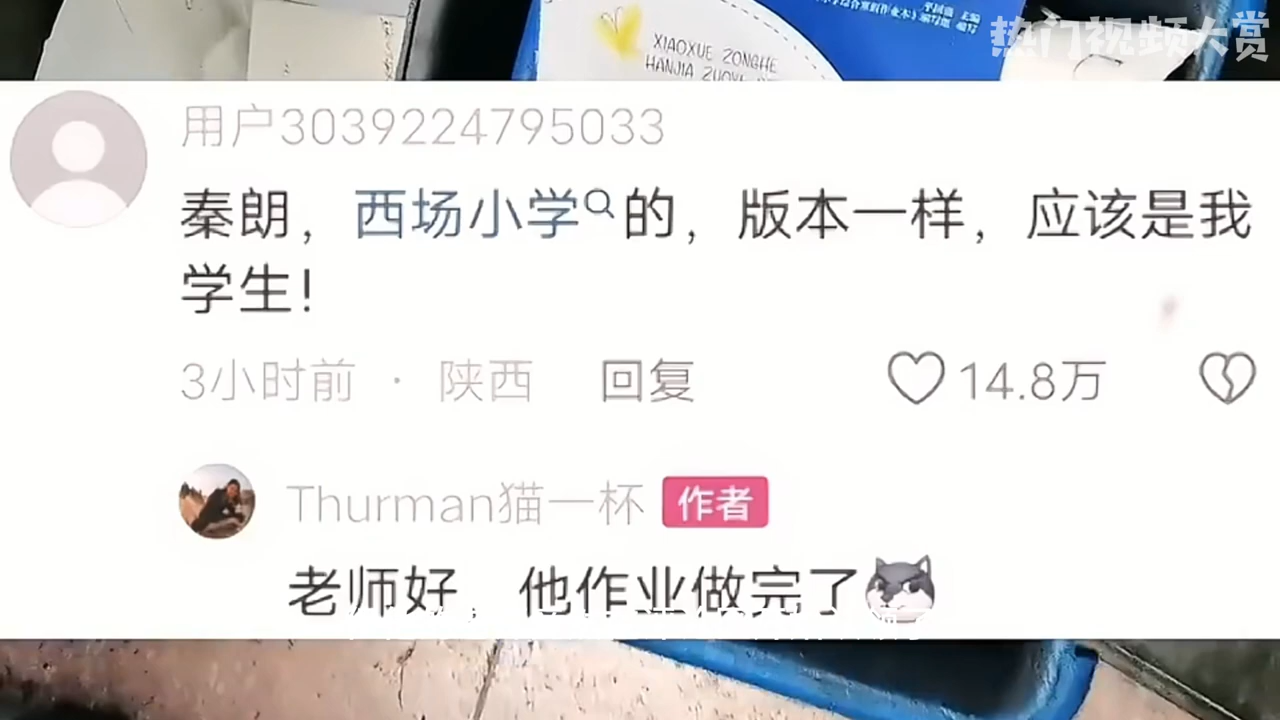 热门视频大赏
XIAOXUE ZONGHE
HANJIA ZUOYE
用户3039224795033
秦朗，西场小学的，版本一样，应该是我
学生！
3小时前 · 陕西 回复 14.8万
Thurman猫一杯 作者
老师好 他作业做完了